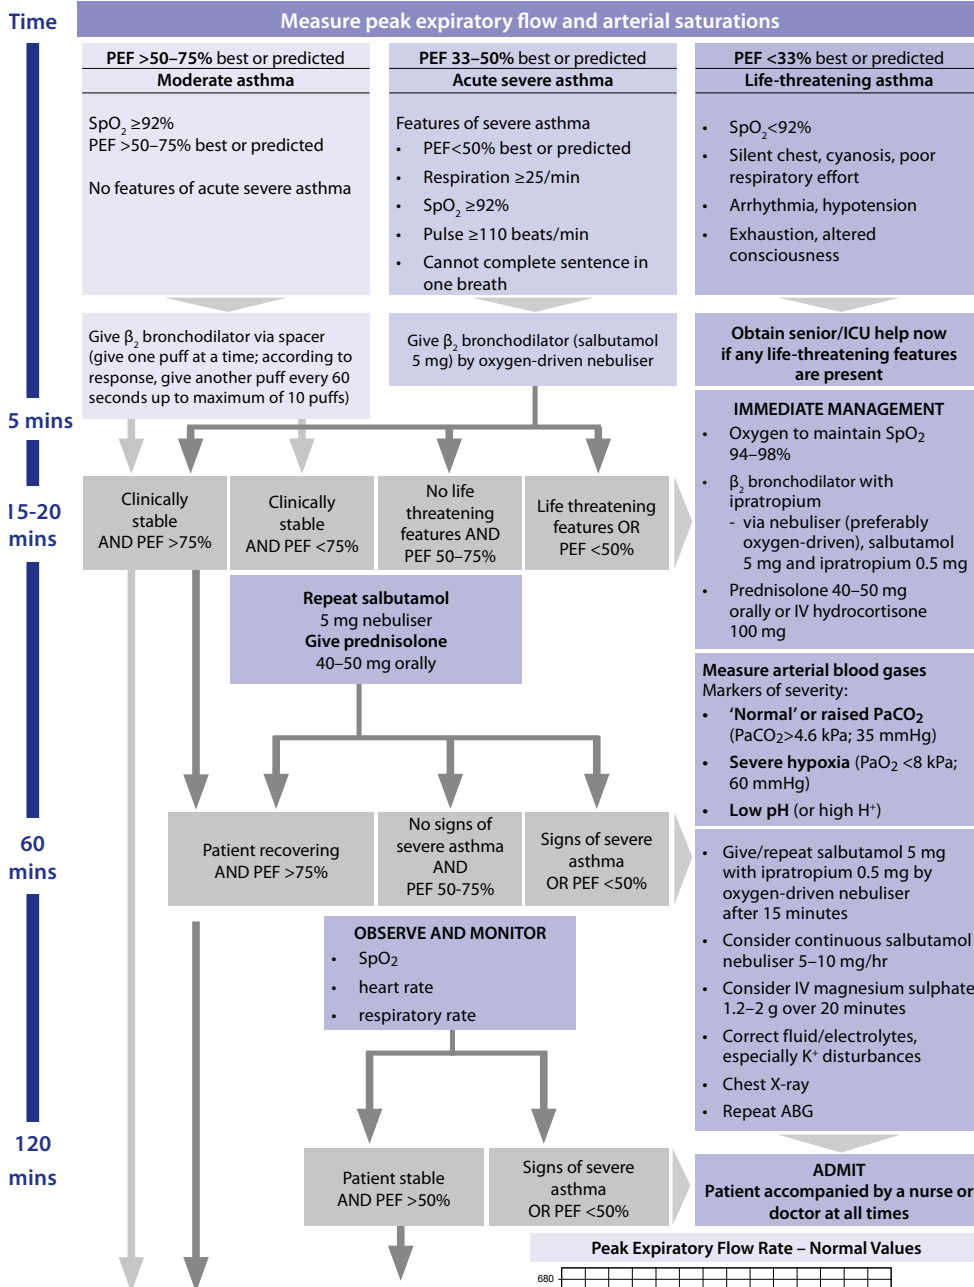 Time
Measure peak expiratory flow and arterial saturations
PEF >50–75% best or predicted
Moderate asthma
SpO₂ ≥92%
PEF >50–75% best or predicted
No features of acute severe asthma
PEF 33–50% best or predicted
Acute severe asthma
Features of severe asthma
• PEF<50% best or predicted
• Respiration ≥25/min
• SpO₂ ≥92%
• Pulse ≥110 beats/min
• Cannot complete sentence in
one breath
PEF <33% best or predicted
Life-threatening asthma
• SpO₂<92%
• Silent chest, cyanosis, poor
respiratory effort
• Arrhythmia, hypotension
• Exhaustion, altered
consciousness
Give β₂ bronchodilator via spacer
(give one puff at a time; according to
response, give another puff every 60
seconds up to maximum of 10 puffs)
Give β₂ bronchodilator (salbutamol
5 mg) by oxygen-driven nebuliser
Obtain senior/ICU help now
if any life-threatening features
are present
5 mins
IMMEDIATE MANAGEMENT
• Oxygen to maintain SpO₂
94–98%
• β₂ bronchodilator with
ipratropium
- via nebuliser (preferably
oxygen-driven), salbutamol
5 mg and ipratropium 0.5 mg
• Prednisolone 40–50 mg
orally or IV hydrocortisone
100 mg
15-20
mins
Clinically
stable
AND PEF >75%
Clinically
stable
AND PEF <75%
No life
threatening
features AND
PEF 50–75%
Life threatening
features OR
PEF <50%
Repeat salbutamol
5 mg nebuliser
Give prednisolone
40–50 mg orally
Measure arterial blood gases
Markers of severity:
• ‘Normal’ or raised PaCO₂
(PaCO₂>4.6 kPa; 35 mmHg)
• Severe hypoxia (PaO₂ <8 kPa;
60 mmHg)
• Low pH (or high H⁺)
60
mins
Patient recovering
AND PEF >75%
No signs of
severe asthma
AND
PEF 50-75%
Signs of severe
asthma
OR PEF <50%
• Give/repeat salbutamol 5 mg
with ipratropium 0.5 mg by
oxygen-driven nebuliser
after 15 minutes
• Consider continuous salbutamol
nebuliser 5–10 mg/hr
• Consider IV magnesium sulphate
1.2–2 g over 20 minutes
• Correct fluid/electrolytes,
especially K⁺ disturbances
• Chest X-ray
• Repeat ABG
OBSERVE AND MONITOR
• SpO₂
• heart rate
• respiratory rate
120
mins
Patient stable
AND PEF >50%
Signs of severe
asthma
OR PEF <50%
ADMIT
Patient accompanied by a nurse or
doctor at all times
Peak Expiratory Flow Rate – Normal Values
680